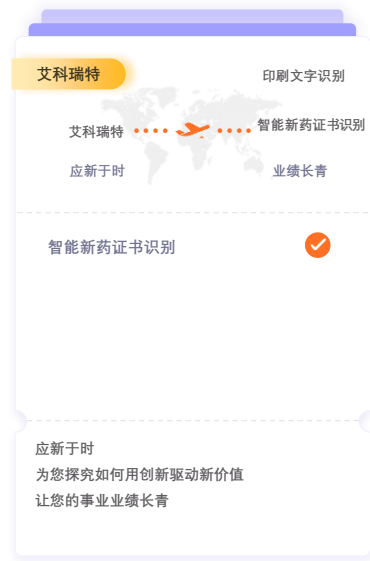 艾科瑞特
印刷文字识别
艾科瑞特
智能新药证书识别
应新于时
业绩长青
智能新药证书识别
应新于时
为您探究如何用创新驱动新价值
让您的事业业绩长青